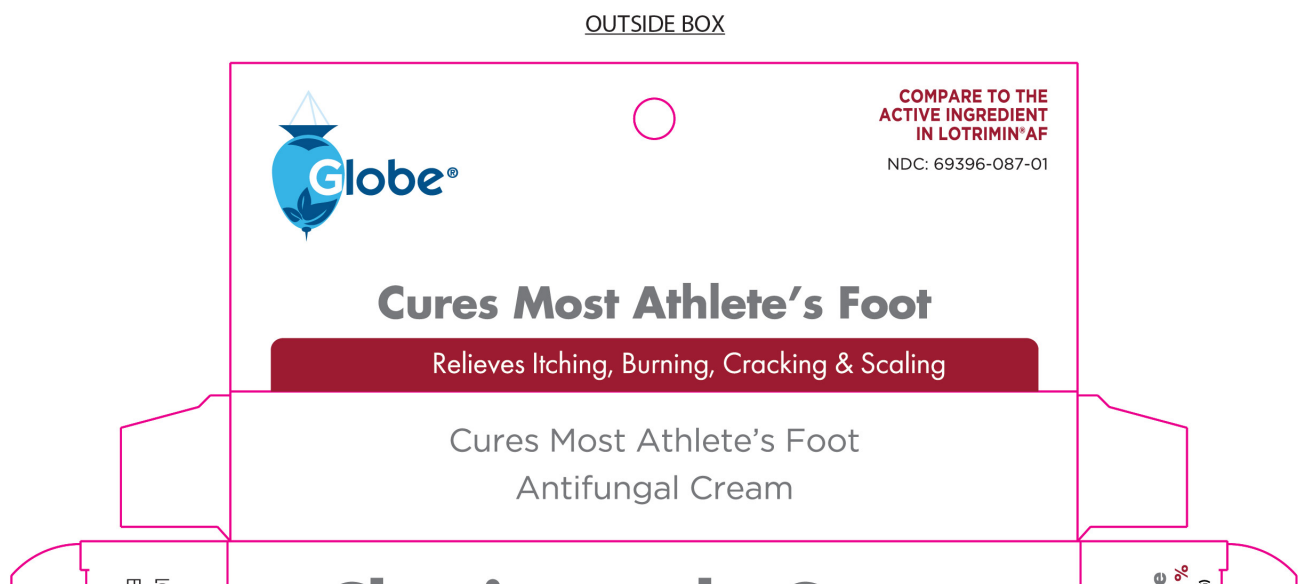 OUTSIDE BOX
Globe®
COMPARE TO THE
ACTIVE INGREDIENT
IN LOTRIMIN®AF
NDC: 69396-087-01
Cures Most Athlete's Foot
Relieves Itching, Burning, Cracking & Scaling
Cures Most Athlete's Foot
Antifungal Cream